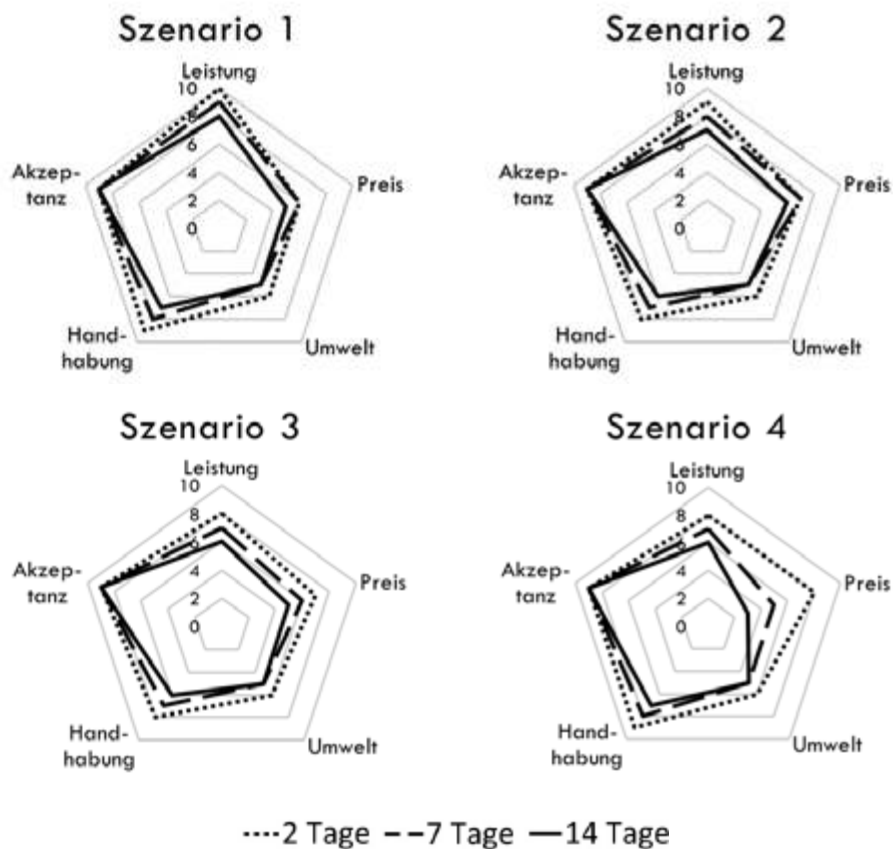 Szenario 1
Leistung
10
8
6
4
2
0
Preis
Umwelt
Hand-
habung
Akzep-
tanz
Szenario 2
Leistung
10
8
6
4
2
0
Preis
Umwelt
Hand-
habung
Akzep-
tanz
Szenario 3
Leistung
10
8
6
4
2
0
Preis
Umwelt
Hand-
habung
Akzep-
tanz
Szenario 4
Leistung
10
8
6
4
2
0
Preis
Umwelt
Hand-
habung
Akzep-
tanz
2 Tage 7 Tage 14 Tage